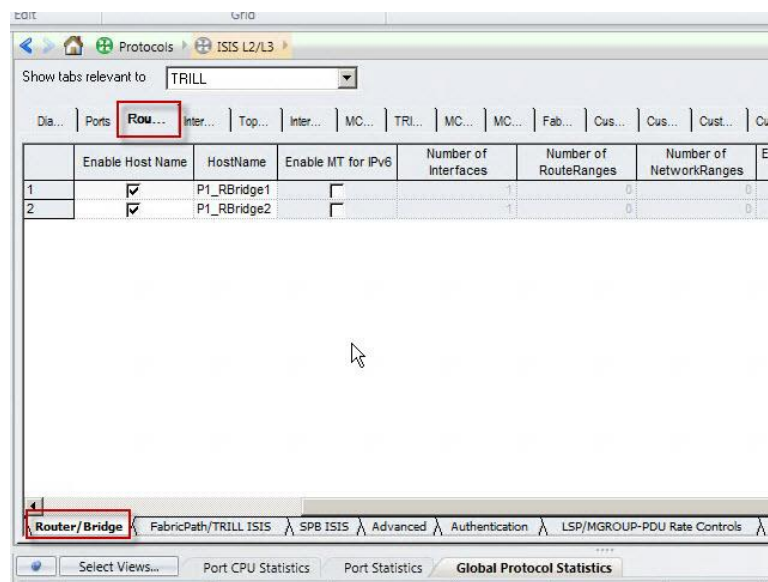 Edit Grid
Protocols ISIS L2/L3
Show tabs relevant to TRILL
Dia... Ports Rou... Inter... Top... Inter... MC... TRI... MC... MC... Fab... Cus... Cus... Cust...
Enable Host Name HostName Enable MT for IPv6 Number of Interfaces Number of RouteRanges Number of NetworkRanges
1 P1_RBridge1 1 0 0
2 P1_RBridge2 1 0 0
Router/Bridge FabricPath/TRILL ISIS SPB ISIS Advanced Authentication LSP/MGROUP-PDU Rate Controls
Select Views... Port CPU Statistics Port Statistics Global Protocol Statistics